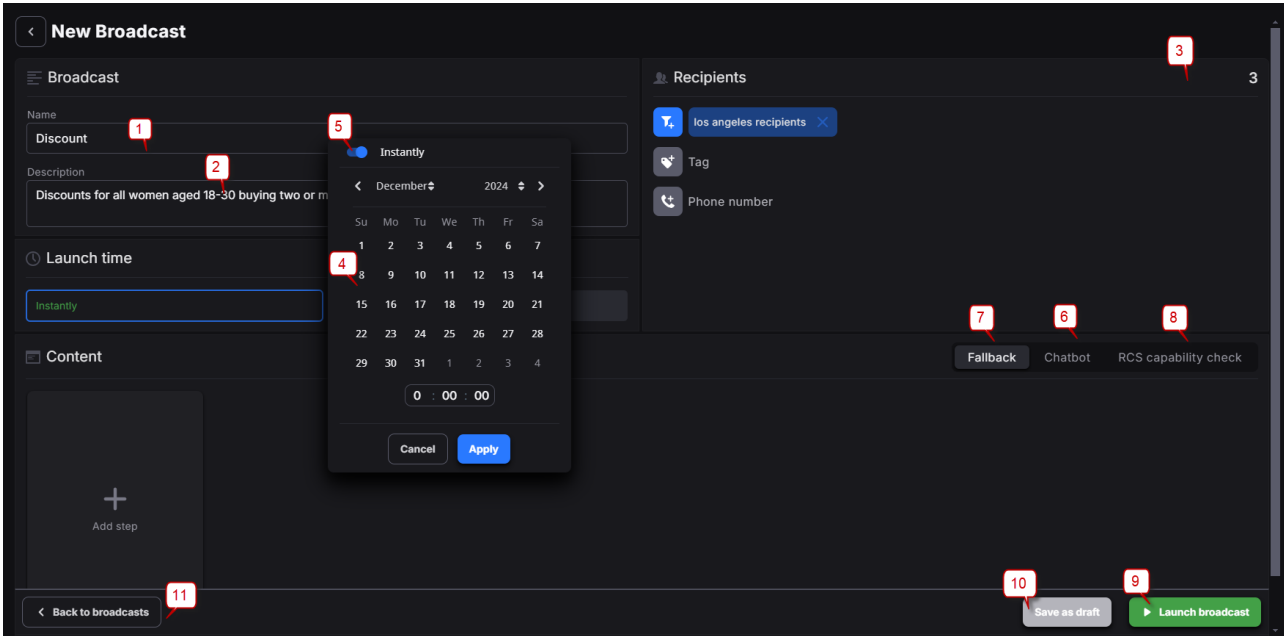 New Broadcast
3
Broadcast
Recipients
3
Name
1
Discount
5
los angeles recipients
Instantly
Description
2
Tag
December
2024
Discounts for all women aged 18-30 buying two or m
Phone number
Su Mo Tu We Th Fr Sa
1 2 3 4 5 6 7
Launch time
4
8 9 10 11 12 13 14
Instantly
15 16 17 18 19 20 21
22 23 24 25 26 27 28
7
6
8
Content
Fallback
Chatbot
RCS capability check
29 30 31 1 2 3 4
0 : 00 : 00
Cancel
Apply
Add step
11
10
9
Back to broadcasts
Save as draft
Launch broadcast